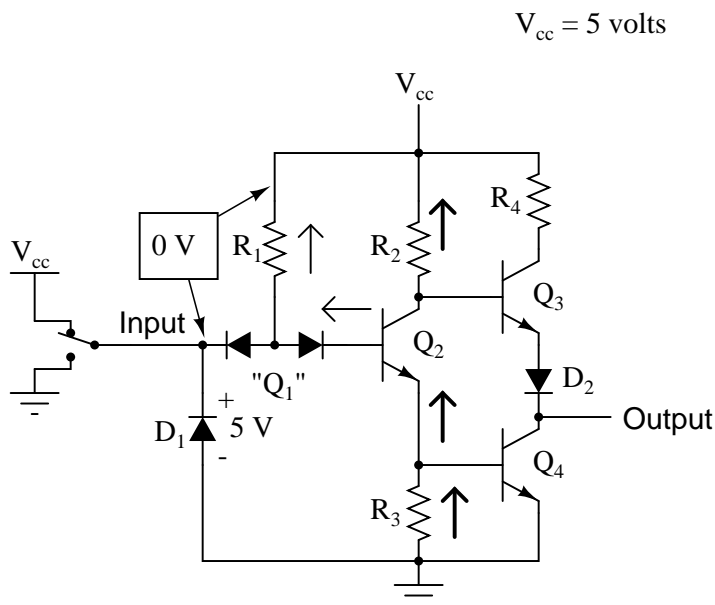 Vcc = 5 volts
Vcc
R4
0 V
R1
R2
Vcc
Q3
Input
Q2
"Q1"
D2
+
D1
5 V
-
Output
Q4
R3
-